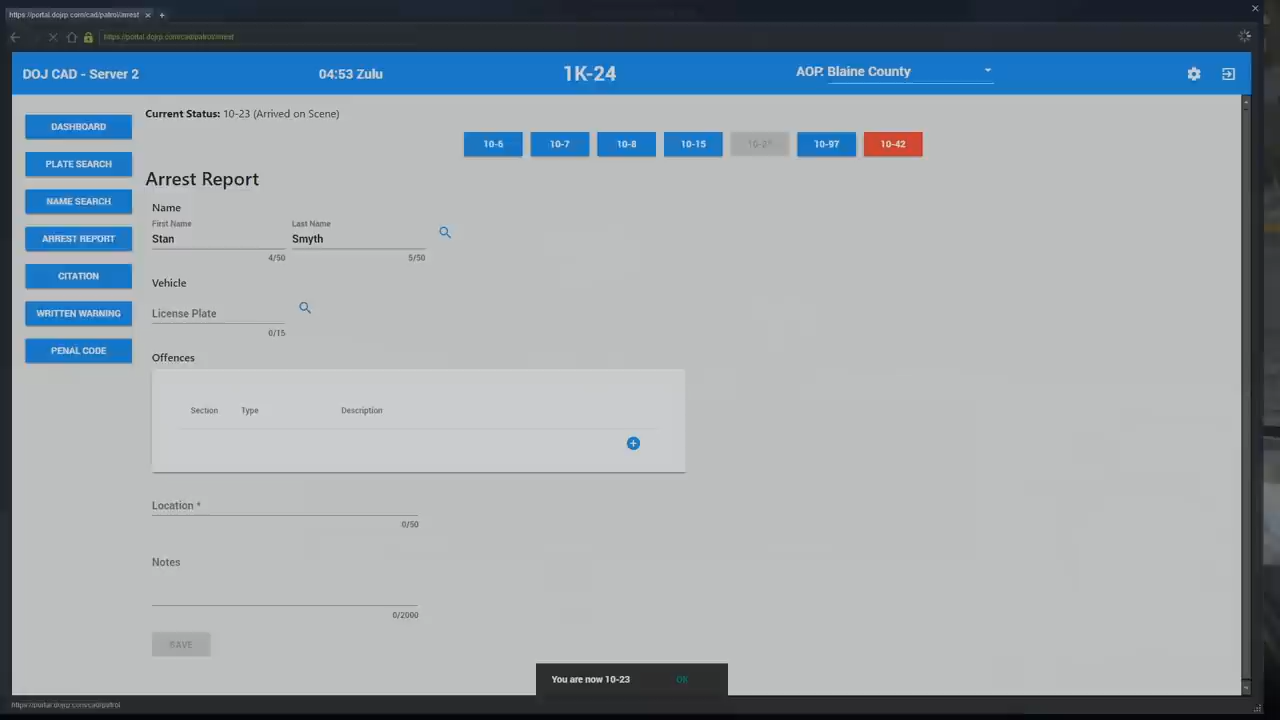 https://portal.dojrp.com/cad/patrol/arrest
https://portal.dojrp.com/cad/patrol/arrest
DOJ CAD - Server 2
04:53 Zulu
1K-24
AOP: Blaine County
Current Status: 10-23 (Arrived on Scene)
DASHBOARD
PLATE SEARCH
NAME SEARCH
ARREST REPORT
CITATION
WRITTEN WARNING
PENAL CODE
10-6
10-7
10-8
10-15
10-23
10-97
10-42
Arrest Report
Name
First Name
Last Name
Stan
Smyth
4/50
5/50
Vehicle
License Plate
0/15
Offences
Section
Type
Description
Location *
0/50
Notes
0/2000
SAVE
You are now 10-23
OK
https://portal.dojrp.com/cad/patrol